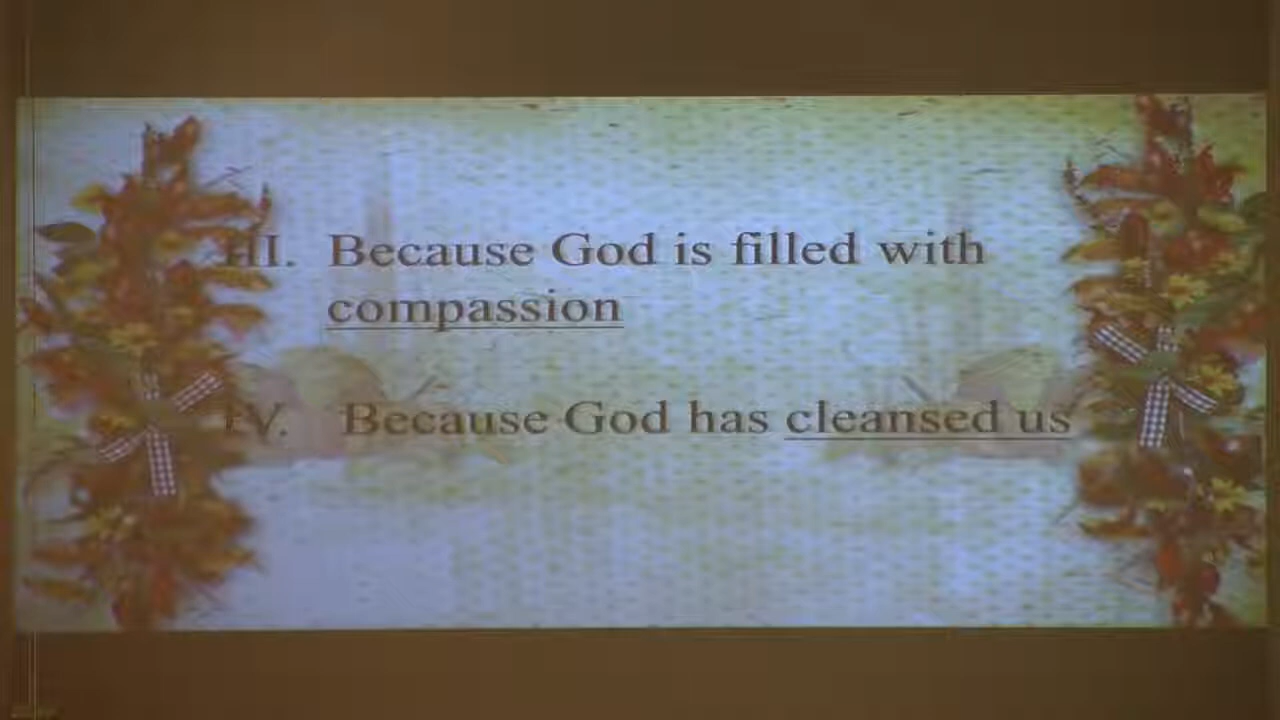 III. Because God is filled with
compassion
IV. Because God has cleansed us